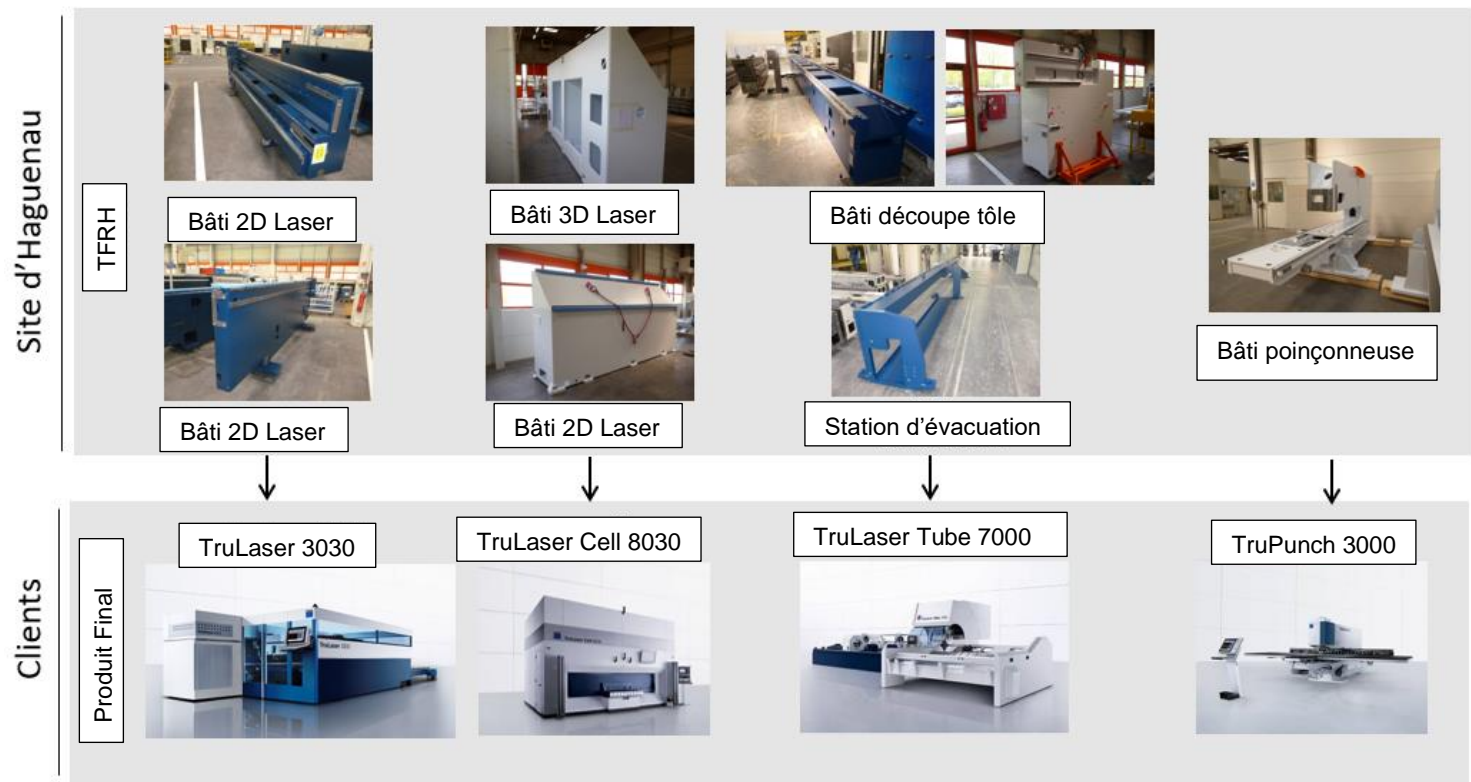 Site d'Haguenau
TFRH
Bâti 2D Laser
Bâti 3D Laser
Bâti découpe tôle
Bâti 2D Laser
Bâti 2D Laser
Station d'évacuation
Bâti poinçonneuse
Clients
Produit Final
TruLaser 3030
TruLaser Cell 8030
TruLaser Tube 7000
TruPunch 3000